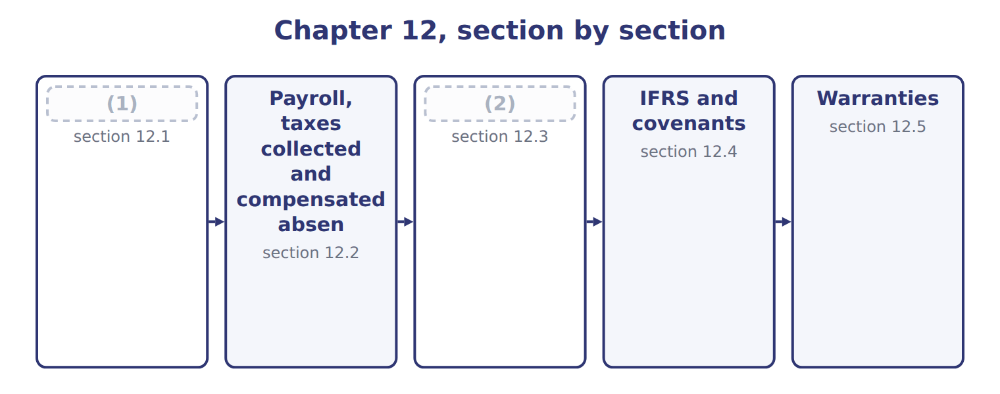 Chapter 12, section by section
(1)
section 12.1
Payroll,
taxes
collected
and
compensated
absen
section 12.2
(2)
section 12.3
IFRS and
covenants
section 12.4
Warranties
section 12.5